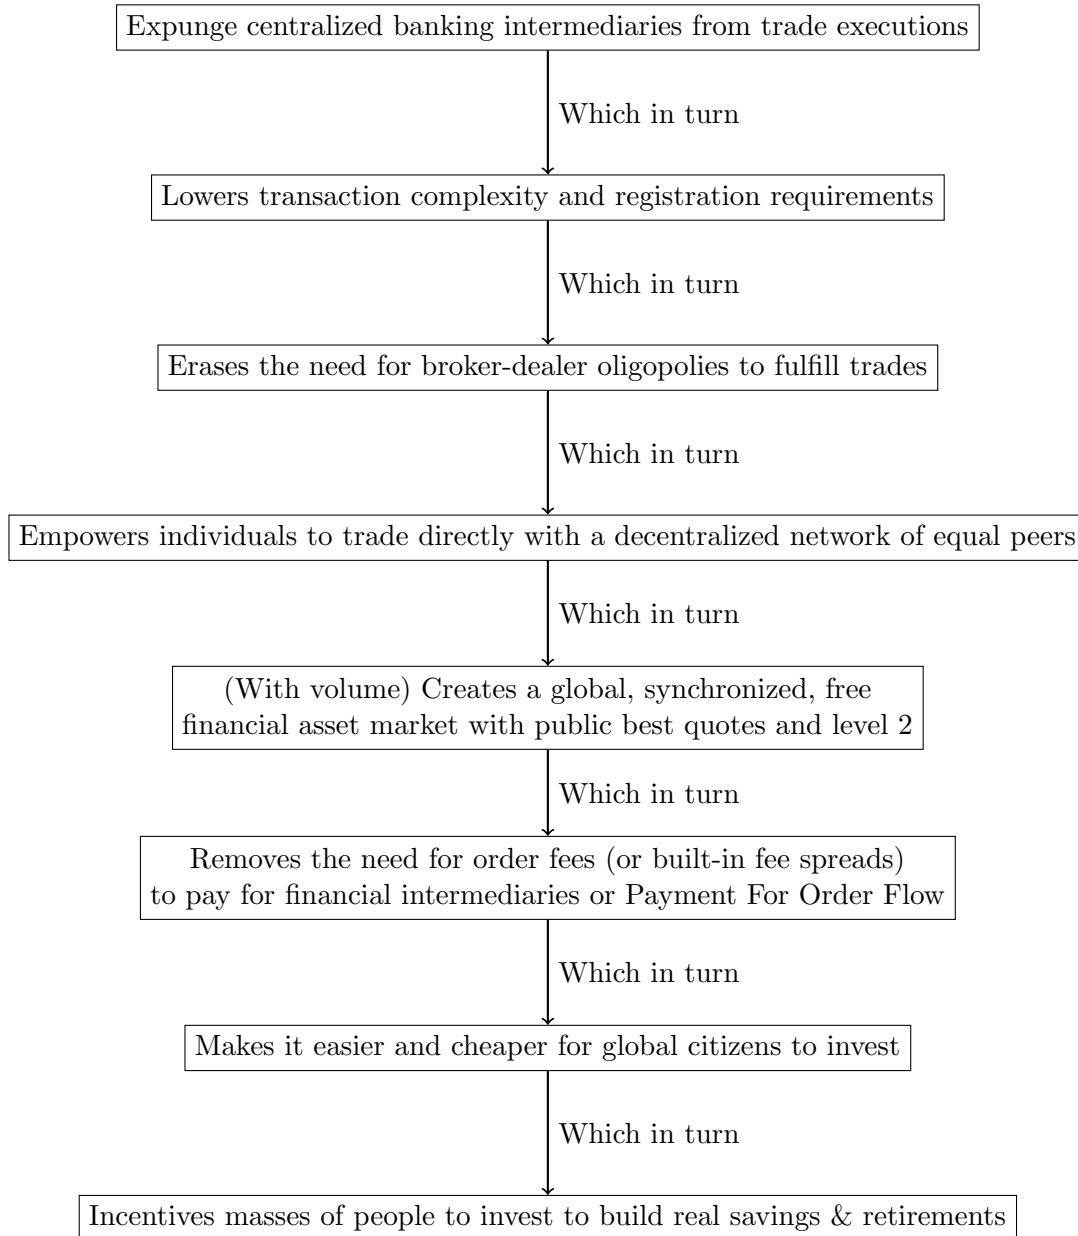 Expunge centralized banking intermediaries from trade executions
Which in turn
Lowers transaction complexity and registration requirements
Which in turn
Erases the need for broker-dealer oligopolies to fulfill trades
Which in turn
Empowers individuals to trade directly with a decentralized network of equal peers
Which in turn
(With volume) Creates a global, synchronized, free
financial asset market with public best quotes and level 2
Which in turn
Removes the need for order fees (or built-in fee spreads)
to pay for financial intermediaries or Payment For Order Flow
Which in turn
Makes it easier and cheaper for global citizens to invest
Which in turn
Incentives masses of people to invest to build real savings & retirements